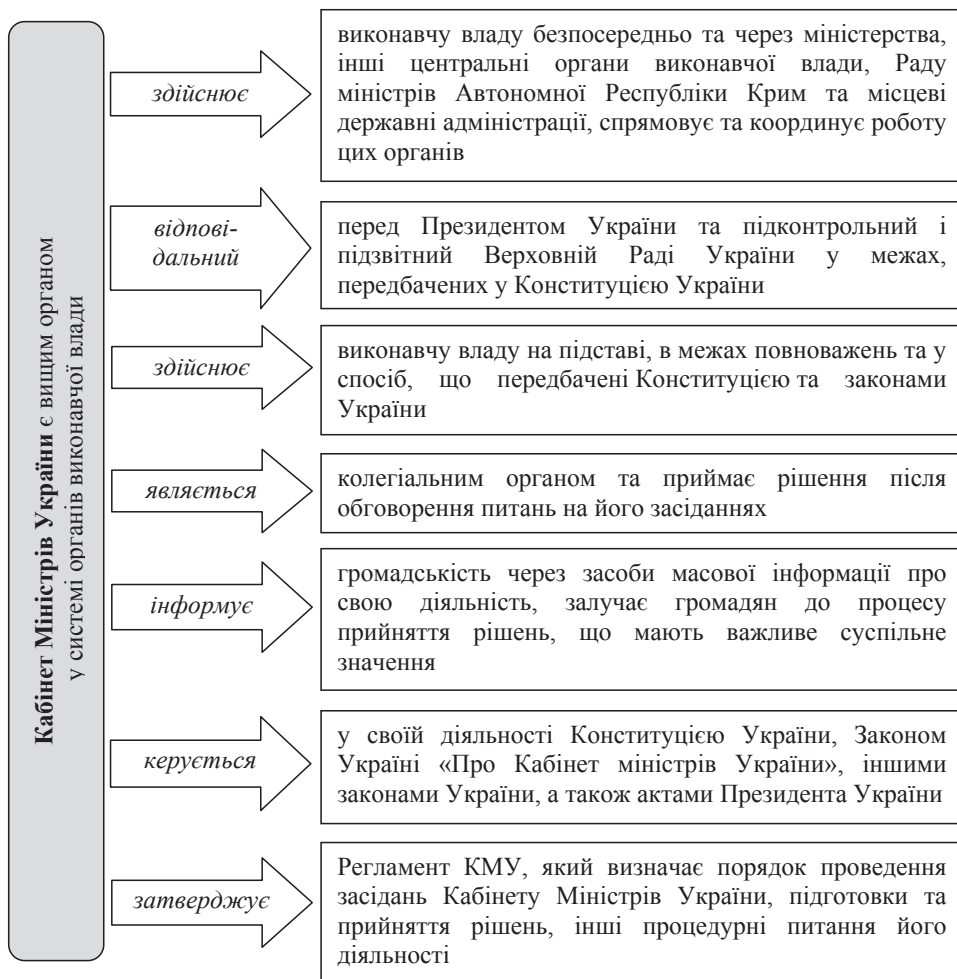 Кабінет Міністрів України є вищим органом
у системі органів виконавчої влади
здійснює
виконавчу владу безпосередньо та через міністерства,
інші центральні органи виконавчої влади, Раду
міністрів Автономної Республіки Крим та місцеві
державні адміністрації, спрямовує та координує роботу
цих органів
відпові-
дальний
перед Президентом України та підконтрольний і
підзвітний Верховній Раді України у межах,
передбачених у Конституцією України
здійснює
виконавчу владу на підставі, в межах повноважень та у
спосіб, що передбачені Конституцією та законами
України
являється
колегіальним органом та приймає рішення після
обговорення питань на його засіданнях
інформує
громадськість через засоби масової інформації про
свою діяльність, залучає громадян до процесу
прийняття рішень, що мають важливе суспільне
значення
керується
у своїй діяльності Конституцією України, Законом
Україні «Про Кабінет міністрів України», іншими
законами України, а також актами Президента України
затверджує
Регламент КМУ, який визначає порядок проведення
засідань Кабінету Міністрів України, підготовки та
прийняття рішень, інші процедурні питання його
діяльності